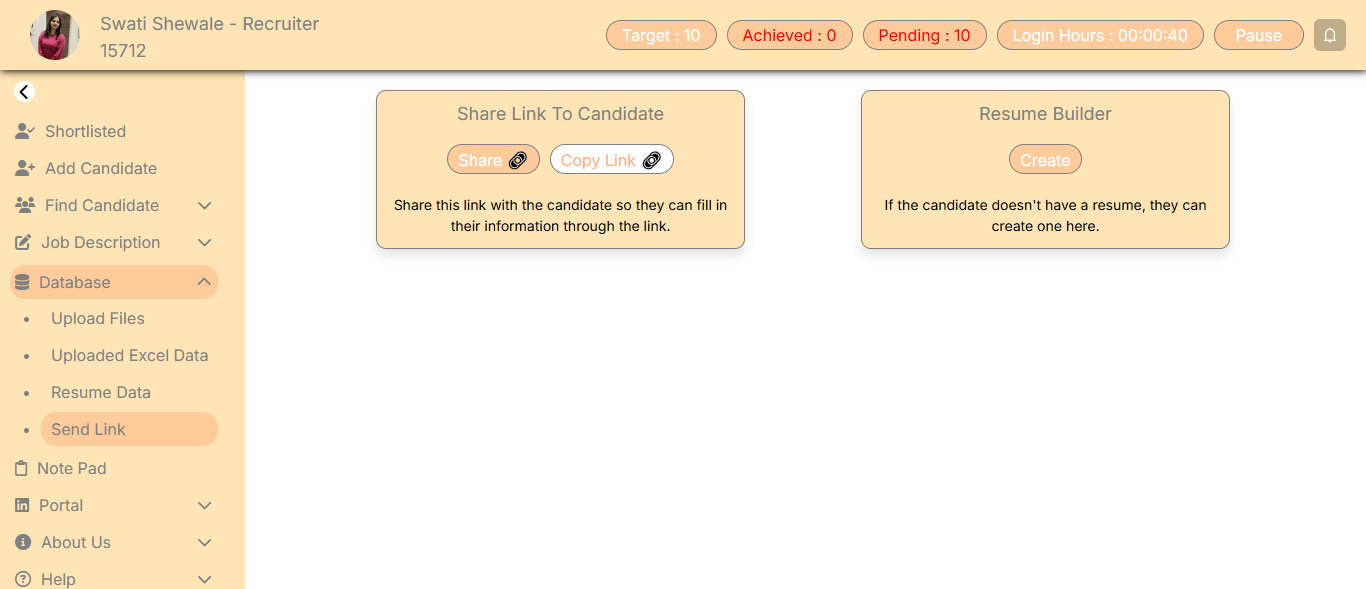 Swati Shewale - Recruiter
15712
Target : 10
Achieved : 0
Pending : 10
Login Hours : 00:00:40
Pause
Shortlisted
Add Candidate
Find Candidate
Job Description
Database
Upload Files
Uploaded Excel Data
Resume Data
Send Link
Note Pad
Portal
About Us
Help
Share Link To Candidate
Share
Copy Link
Share this link with the candidate so they can fill in
their information through the link.
Resume Builder
Create
If the candidate doesn't have a resume, they can
create one here.